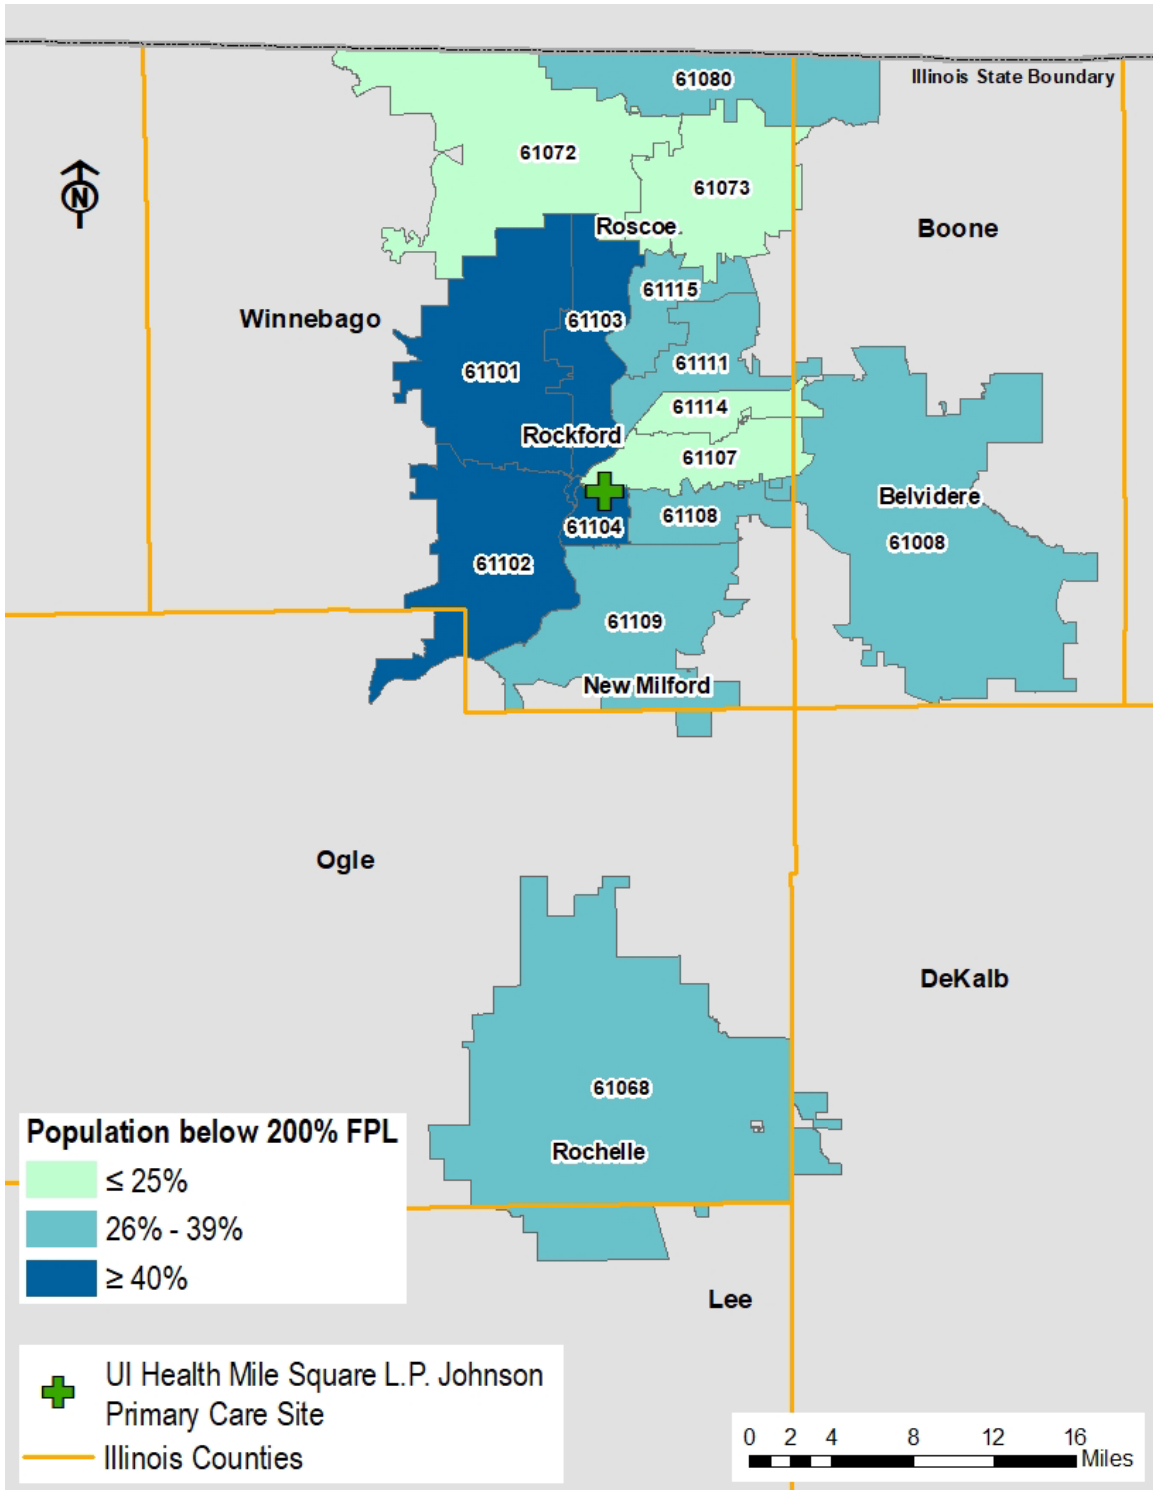 Illinois State Boundary
61080
61072
61073
N
Roscoe
Boone
61115
Winnebago
61103
61111
61101
61114
Rockford
61107
Belvidere
61108
61104
61008
61102
61109
New Milford
Ogle
DeKalb
61068
Rochelle
Population below 200% FPL
≤ 25%
26% - 39%
≥ 40%
Lee
UI Health Mile Square L.P. Johnson
Primary Care Site
Illinois Counties
0 2 4 8 12 16
Miles